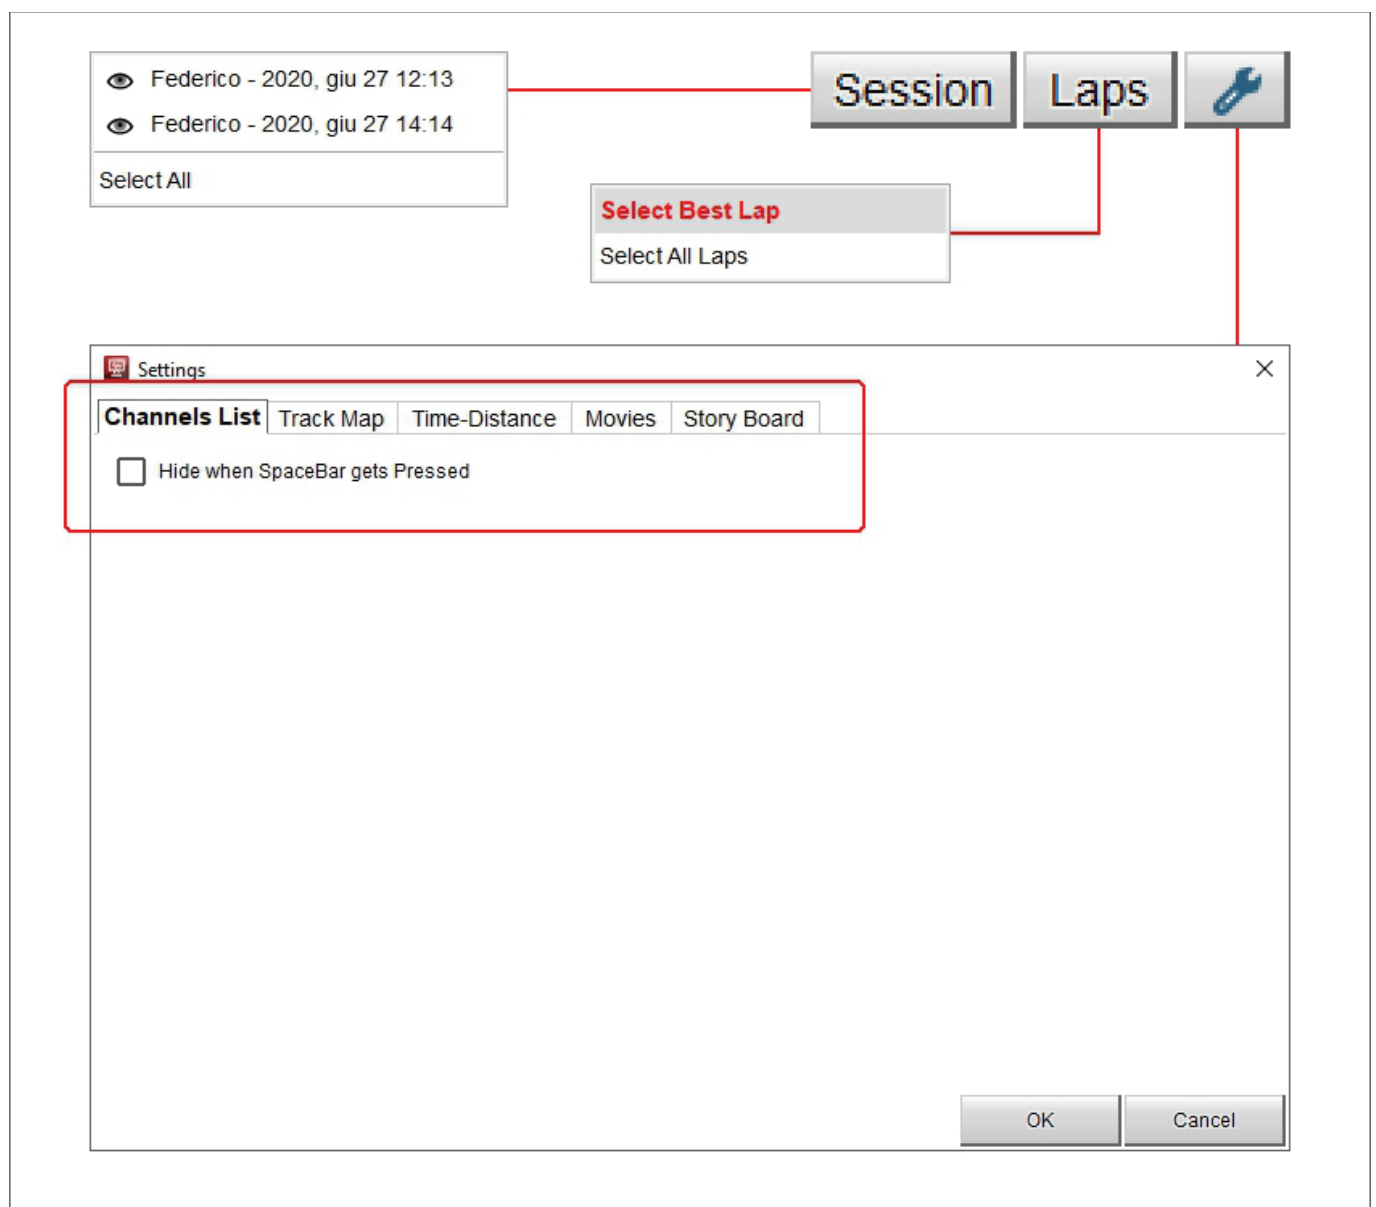 Federico - 2020, giu 27 12:13
Federico - 2020, giu 27 14:14
Select All
Session
Laps
Select Best Lap
Select All Laps
Settings
Channels List Track Map Time-Distance Movies Story Board
Hide when SpaceBar gets Pressed
OK Cancel